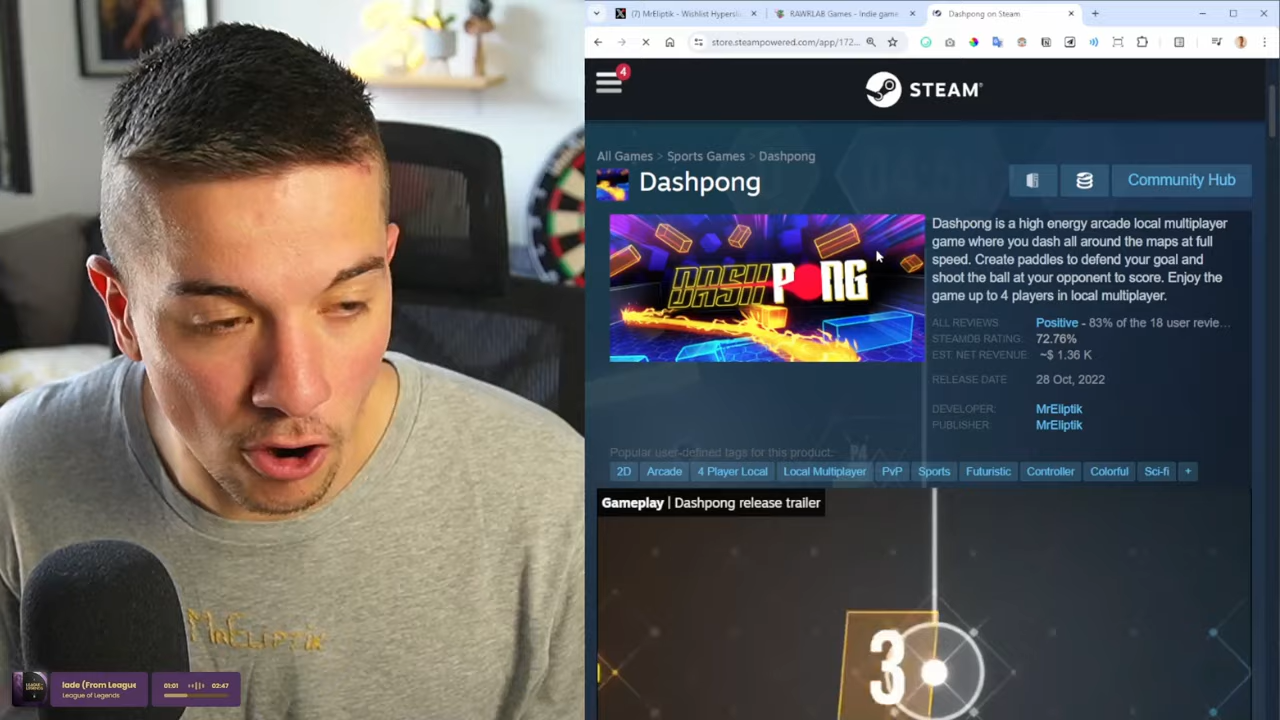 (7) MrEliptik - Wishlist Hypersl
RAWRLAB Games - Indie game
Dashpong on Steam
store.steampowered.com/app/172...
4
STEAM
All Games > Sports Games > Dashpong
Dashpong
Community Hub
DASHPONG
Dashpong is a high energy arcade local multiplayer
game where you dash all around the maps at full
speed. Create paddles to defend your goal and
shoot the ball at your opponent to score. Enjoy the
game up to 4 players in local multiplayer.
ALL REVIEWS: Positive - 83% of the 18 user revie...
STEAMDB RATING: 72.76%
EST. NET REVENUE ~$ 1.36 K
RELEASE DATE: 28 Oct, 2022
DEVELOPER: MrEliptik
PUBLISHER: MrEliptik
Popular user-defined tags for this product:
2D Arcade 4 Player Local Local Multiplayer PvP Sports Futuristic Controller Colorful Sci-fi +
Gameplay | Dashpong release trailer
3
MrEliptik
lade (From League
League of Legends
01:01 02:47